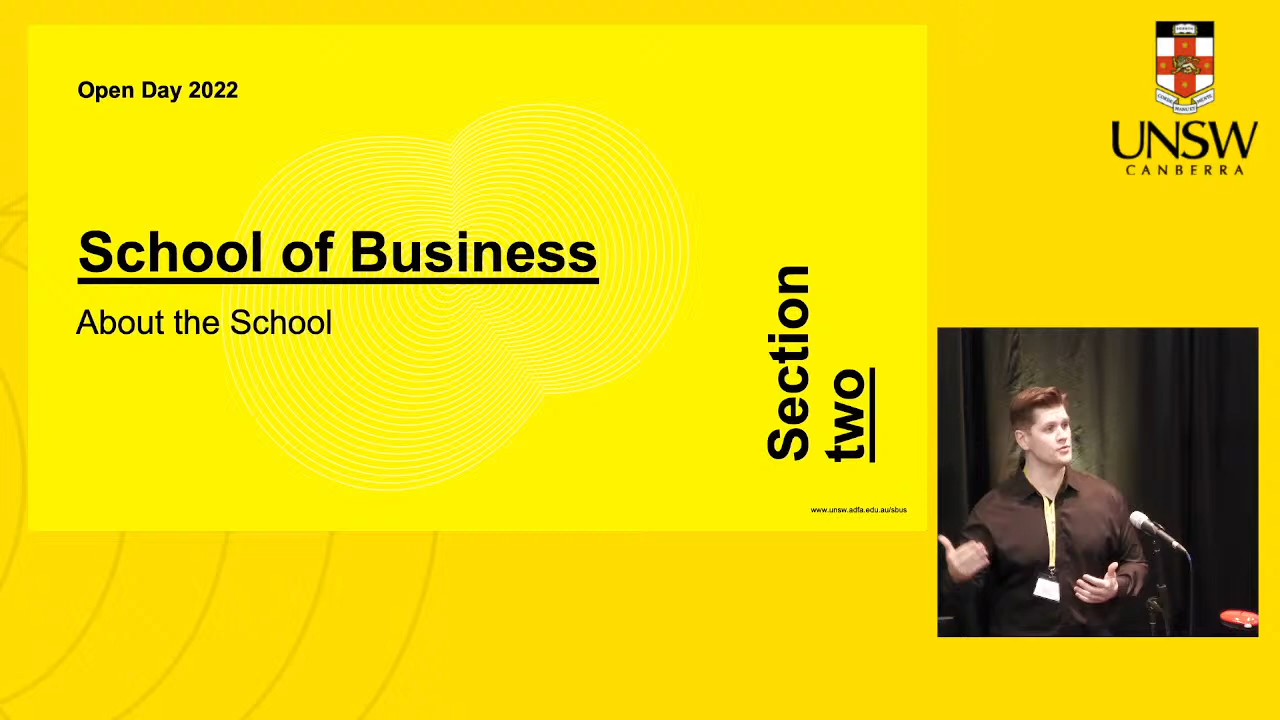 Open Day 2022
School of Business
About the School
Section
two
www.unsw.adfa.edu.au/sbus
UNSW
CANBERRA